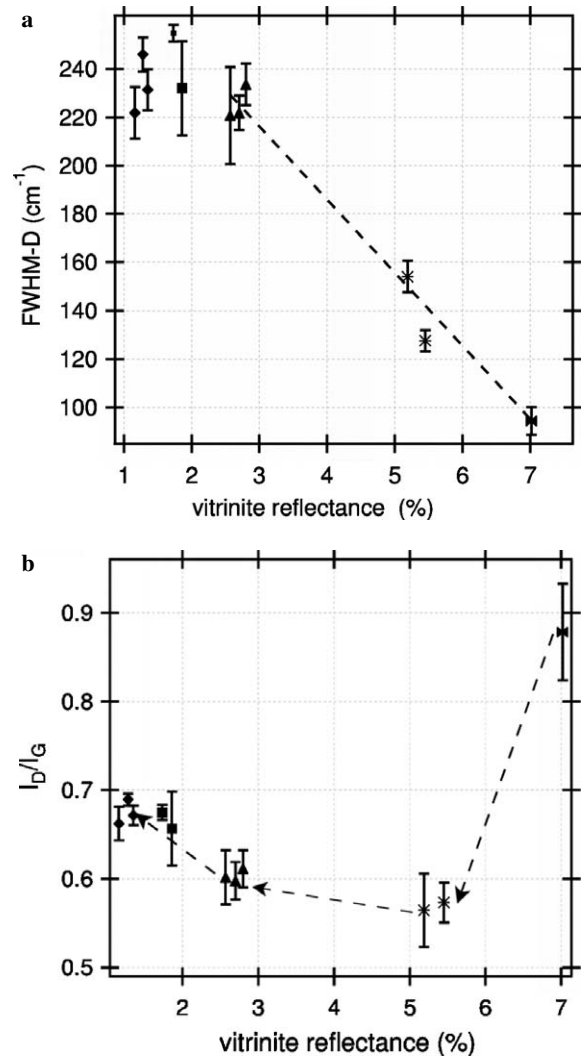 a
240
220
200
180
160
140
120
100
FWHM-D (cm⁻¹)
1 2 3 4 5 6 7
vitrinite reflectance (%)
b
0.9
0.8
0.7
0.6
0.5
I_D/I_G
2 3 4 5 6 7
vitrinite reflectance (%)